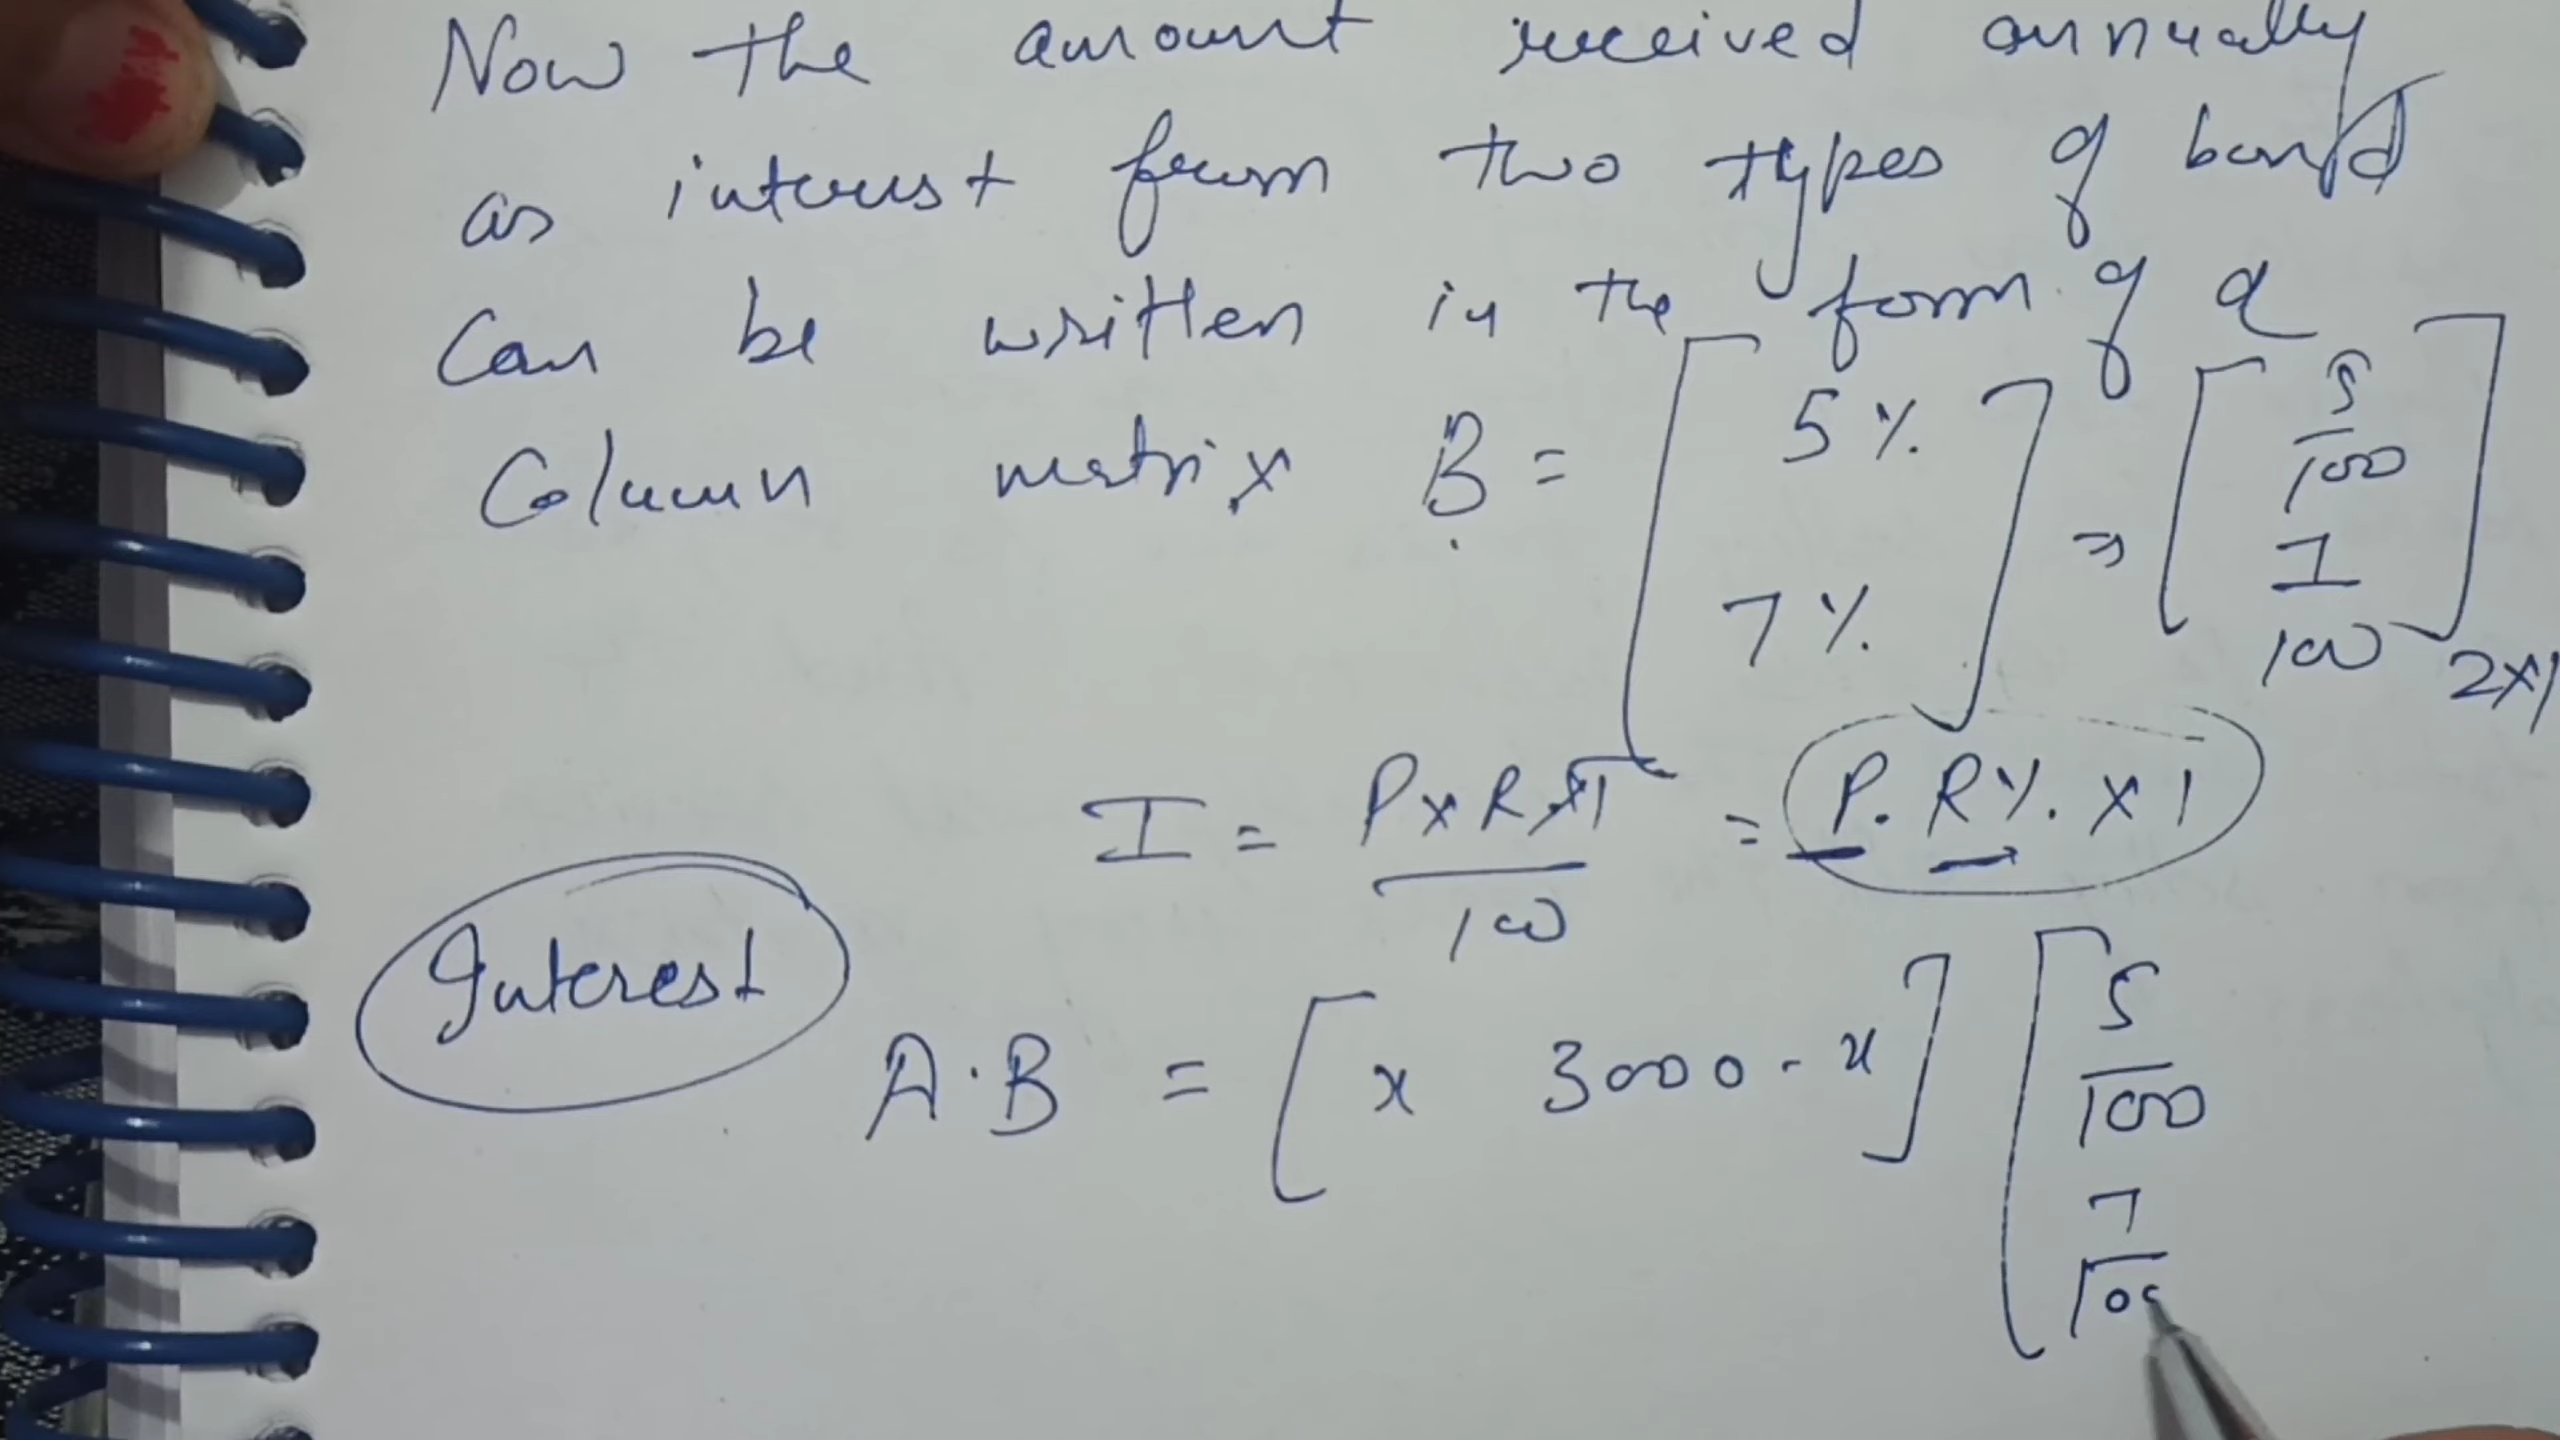 Now the amount received annually
as interest from two types of bond
Can be written in the form of a
Column matrix B = [ 5% 7% ] => [ 5/100 7/100 ] 2×1
I = P×R×1/100 = P. R%. × 1
Interest
A·B = [ x 3000 - x ] [ 5/100 7/100